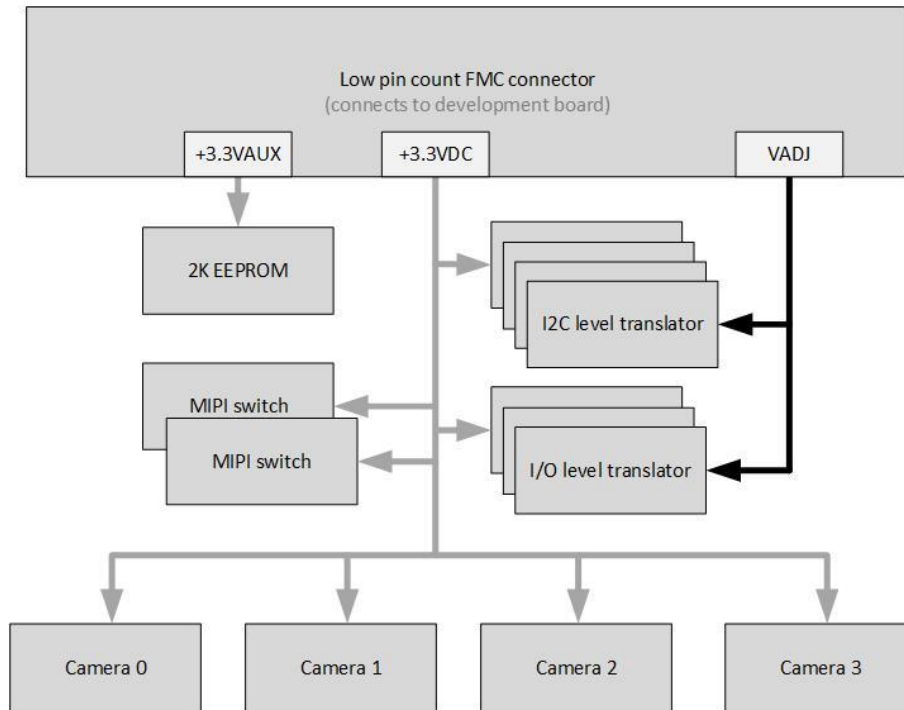 Low pin count FMC connector
(connects to development board)
+3.3VAUX
+3.3VDC
VADJ
2K EEPROM
I2C level translator
MIPI switch
MIPI switch
I/O level translator
Camera 0
Camera 1
Camera 2
Camera 3